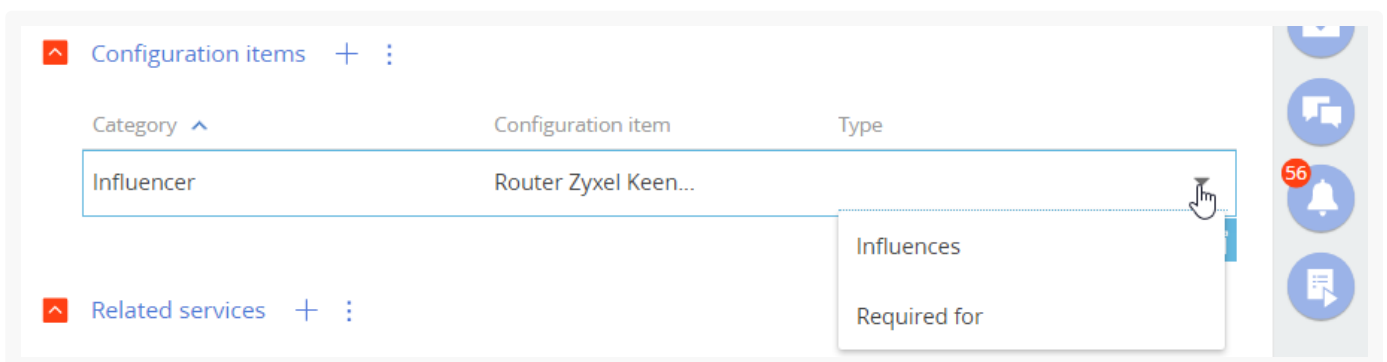 Configuration items
Category Configuration item Type
Influencer Router Zyxel Keen...
56
Influences
Related services
Required for